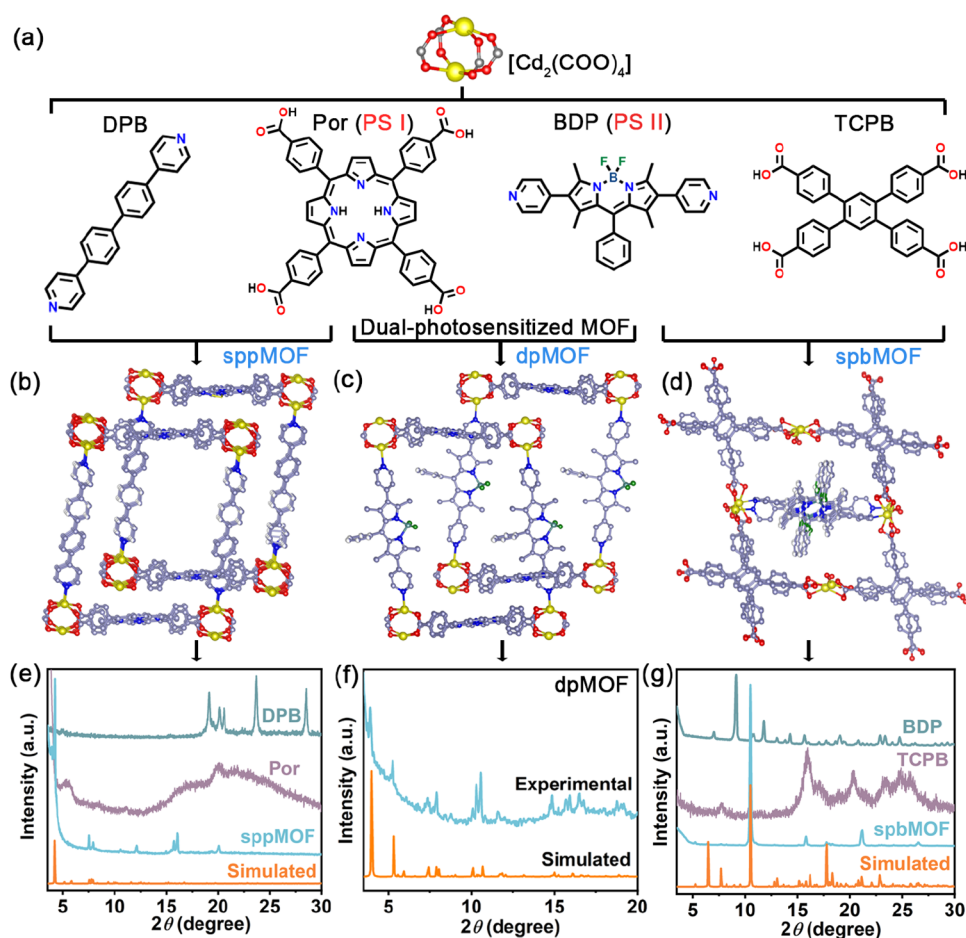 (a)
[Cd₂(COO)₄]
DPB
Por (PS I)
BDP (PS II)
TCPB
N
N
OH
O
O
OH
N
NH
HN
N
HO
O
O
OH
F F
B
N N
N
N
O
HO
O
OH
O
HO
O
OH
Dual-photosensitized MOF
sppMOF
dpMOF
spbMOF
(b)
(c)
(d)
(e)
DPB
Por
sppMOF
Simulated
Intensity (a.u.)
5 10 15 20 25 30
2θ (degree)
(f)
dpMOF
Experimental
Simulated
Intensity (a.u.)
5 10 15 20
2θ (degree)
(g)
BDP
TCPB
spbMOF
Simulated
Intensity (a.u.)
5 10 15 20 25 30
2θ (degree)